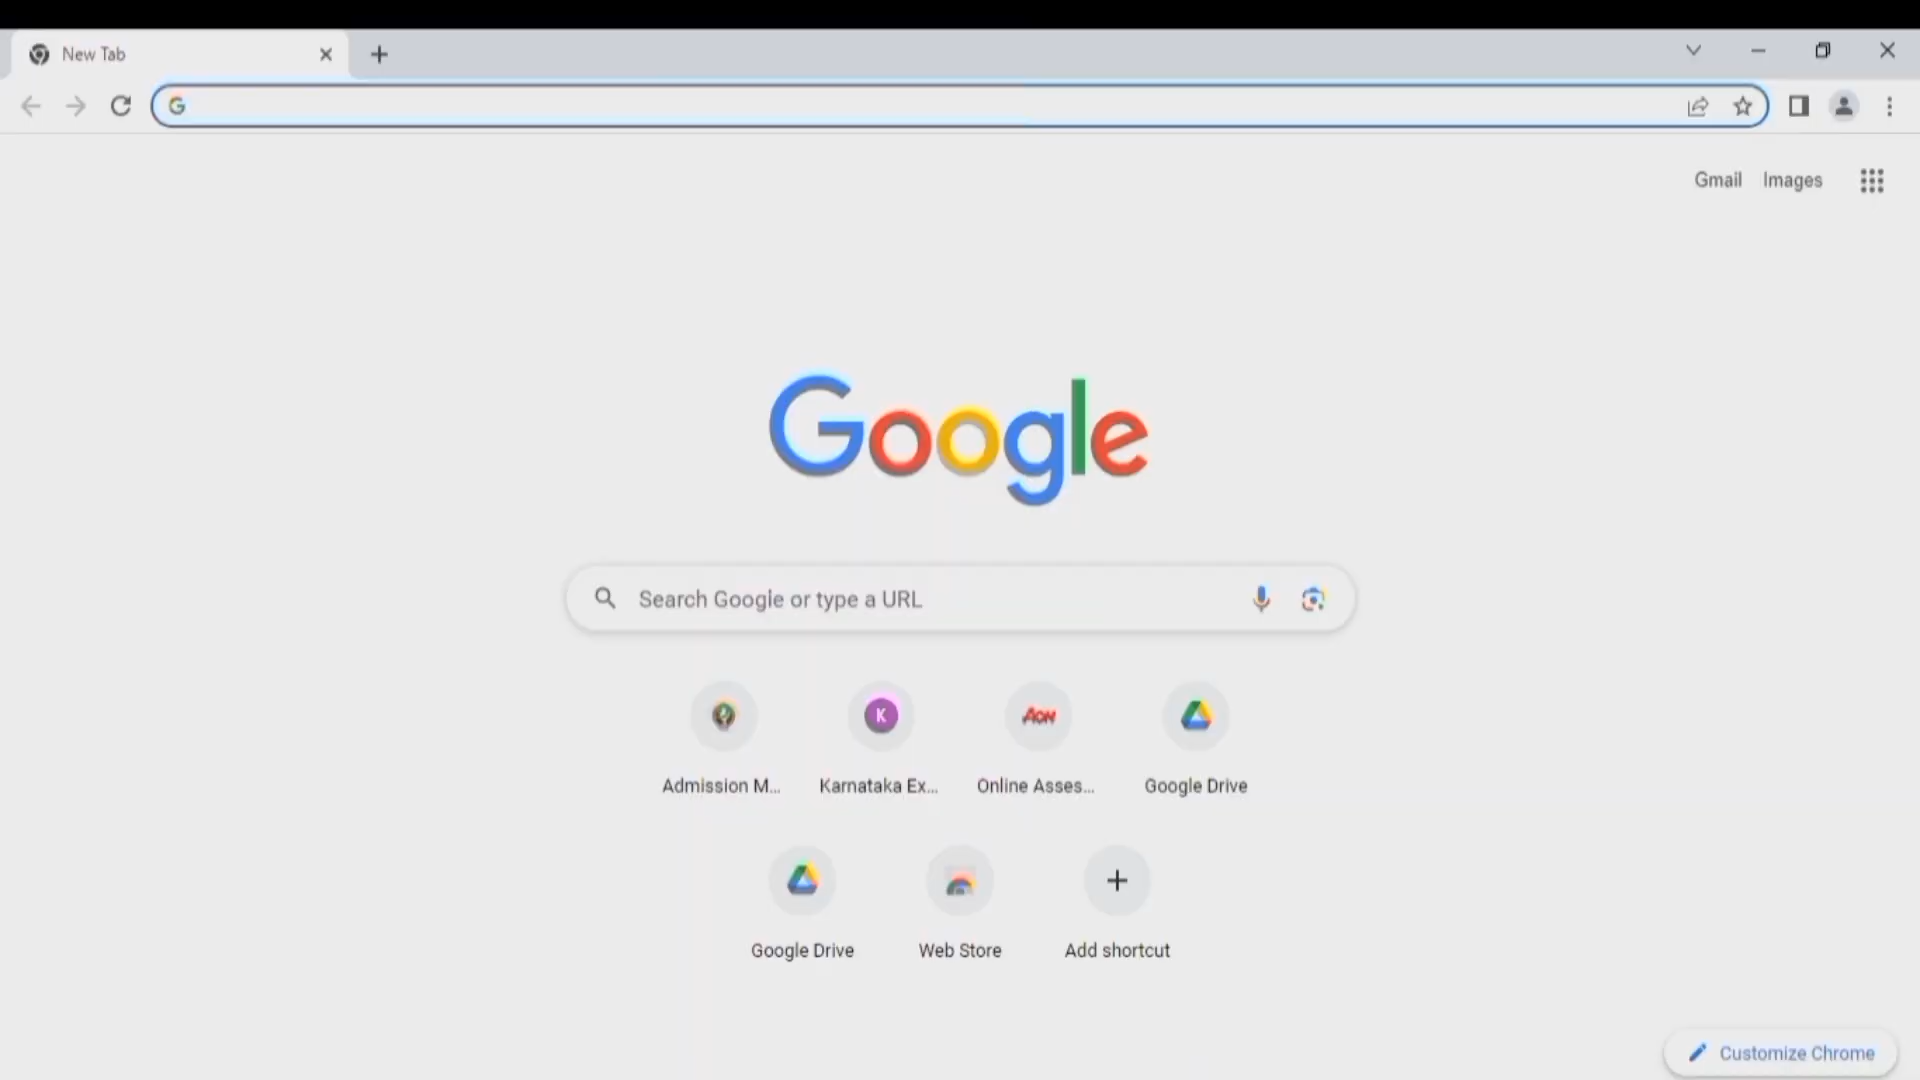 New Tab
Gmail Images
Google
Search Google or type a URL
K AON
Admission M... Karnataka Ex... Online Asses... Google Drive
Google Drive Web Store Add shortcut
Customize Chrome